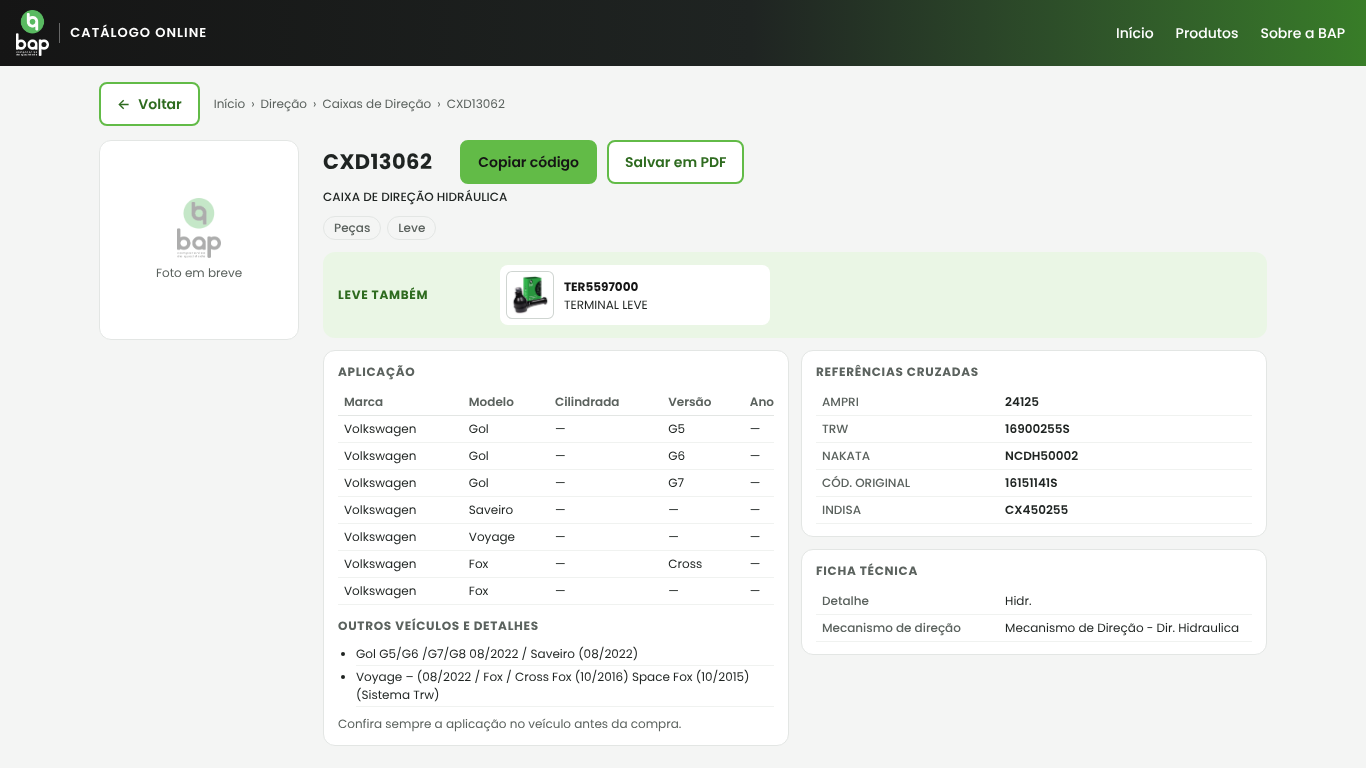 bap
CATÁLOGO ONLINE
Início
Produtos
Sobre a BAP
← Voltar
Início › Direção › Caixas de Direção › CXD13062
bap
Foto em breve
CXD13062
Copiar código
Salvar em PDF
CAIXA DE DIREÇÃO HIDRÁULICA
Peças
Leve
LEVE TAMBÉM
TER5597000
TERMINAL LEVE
APLICAÇÃO
Marca Modelo Cilindrada Versão Ano
Volkswagen Gol — G5 —
Volkswagen Gol — G6 —
Volkswagen Gol — G7 —
Volkswagen Saveiro — — —
Volkswagen Voyage — — —
Volkswagen Fox — Cross —
Volkswagen Fox — — —
OUTROS VEÍCULOS E DETALHES
• Gol G5/G6 /G7/G8 08/2022 / Saveiro (08/2022)
• Voyage – (08/2022 / Fox / Cross Fox (10/2016) Space Fox (10/2015)
(Sistema Trw)
Confira sempre a aplicação no veículo antes da compra.
REFERÊNCIAS CRUZADAS
AMPRI 24125
TRW 16900255S
NAKATA NCDH50002
CÓD. ORIGINAL 16151141S
INDISA CX450255
FICHA TÉCNICA
Detalhe Hidr.
Mecanismo de direção Mecanismo de Direção - Dir. Hidraulica